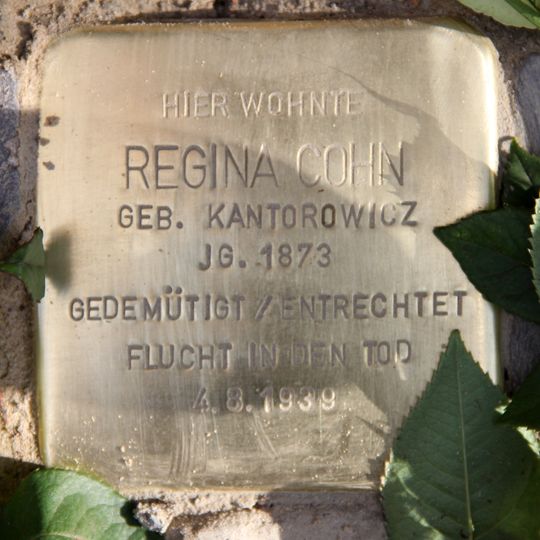 HIER WOHNTE
REGINA COHN
GEB. KANTOROWICZ
JG. 1873
GEDEMÜTIGT / ENTRECHTET
FLUCHT IN DEN TOD
4.8.1939